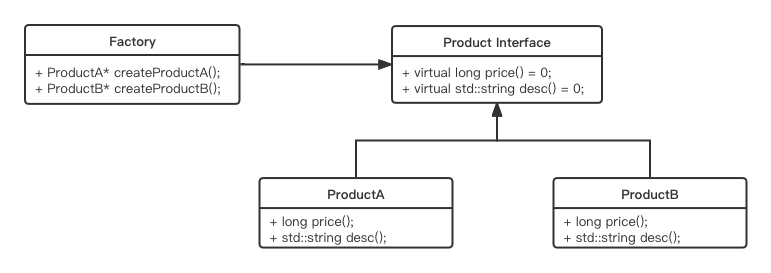 Factory
+ ProductA* createProductA();
+ ProductB* createProductB();
Product Interface
+ virtual long price() = 0;
+ virtual std::string desc() = 0;
ProductA
+ long price();
+ std::string desc();
ProductB
+ long price();
+ std::string desc();